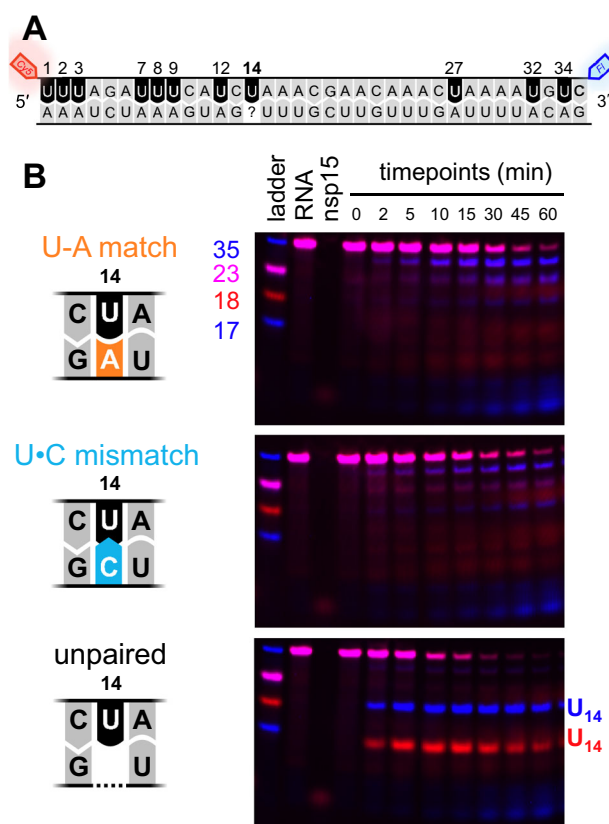 A
Cy5 1 2 3 7 8 9 12 14 27 32 34 Fl
UUUAGAUUUCAUCUAAACGAACAAACUAAAAUGUC
5′ AAAUCUAAAGUAG?UUUGCUUGUUUGAUUUUACAG 3′
B
ladder RNA nsp15 timepoints (min)
0 2 5 10 15 30 45 60
U-A match
14
C U A
G A U
35
23
18
17
U•C mismatch
14
C U A
G C U
unpaired
14
C U A
G U
U14
U14